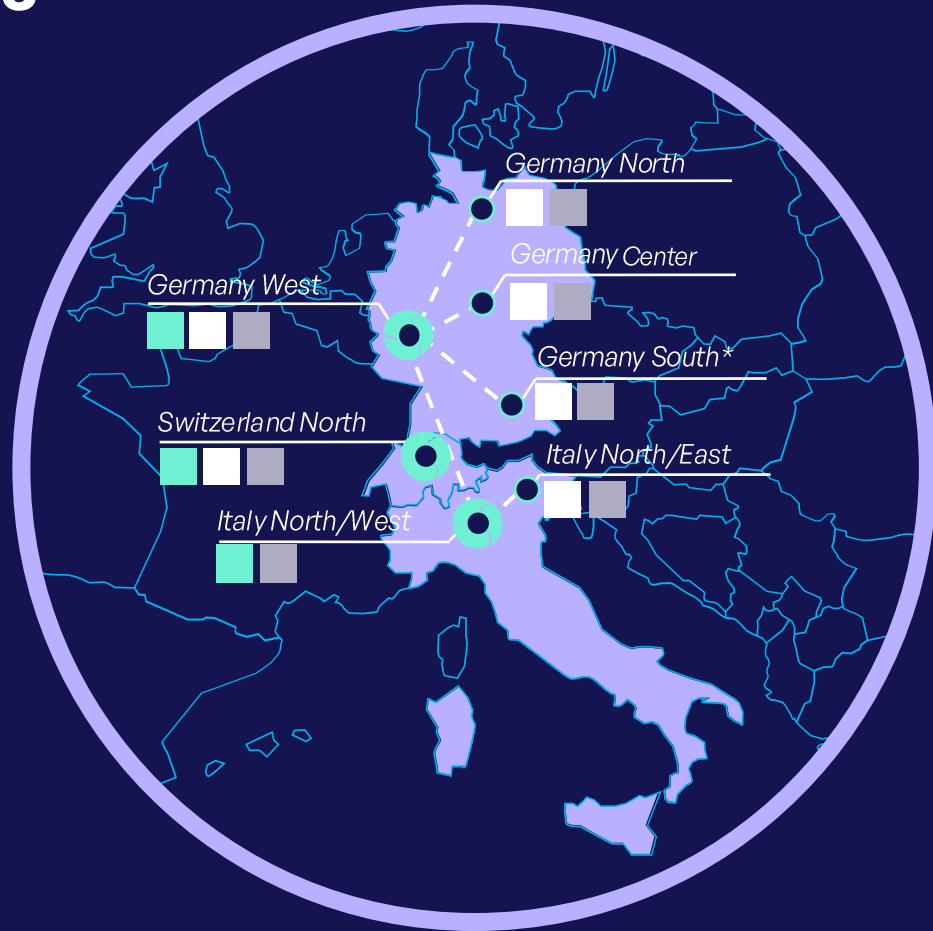 Germany North
Germany Center
Germany West
Germany South*
Switzerland North
Italy North/East
Italy North/West